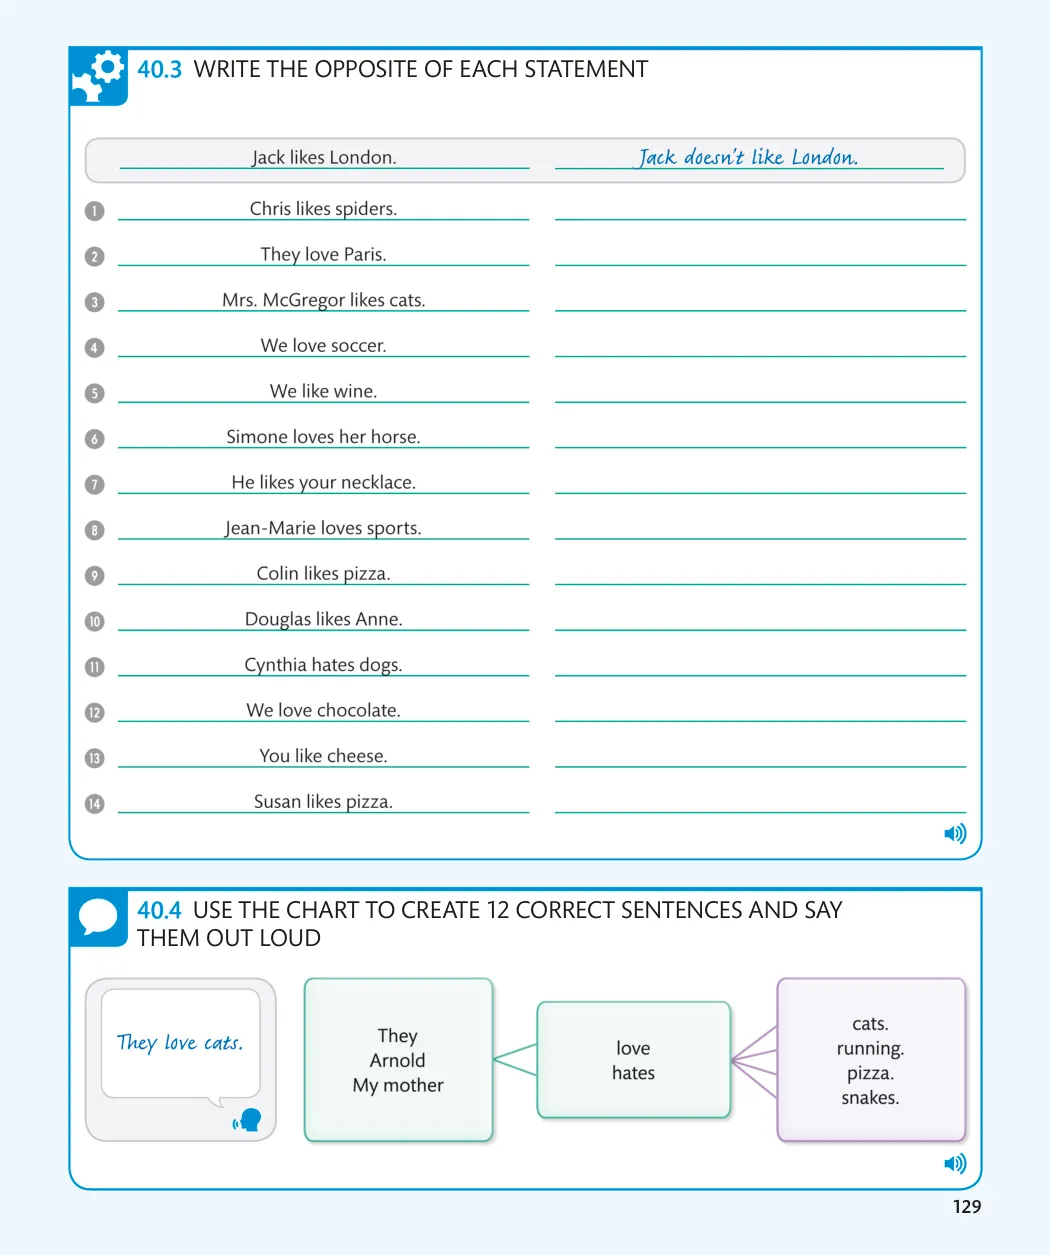 40.3 WRITE THE OPPOSITE OF EACH STATEMENT
Jack likes London. Jack doesn't like London.
1 Chris likes spiders.
2 They love Paris.
3 Mrs. McGregor likes cats.
4 We love soccer.
5 We like wine.
6 Simone loves her horse.
7 He likes your necklace.
8 Jean-Marie loves sports.
9 Colin likes pizza.
10 Douglas likes Anne.
11 Cynthia hates dogs.
12 We love chocolate.
13 You like cheese.
14 Susan likes pizza.
40.4 USE THE CHART TO CREATE 12 CORRECT SENTENCES AND SAY
THEM OUT LOUD
They love cats.
They
Arnold
My mother
love
hates
cats.
running.
pizza.
snakes.
129